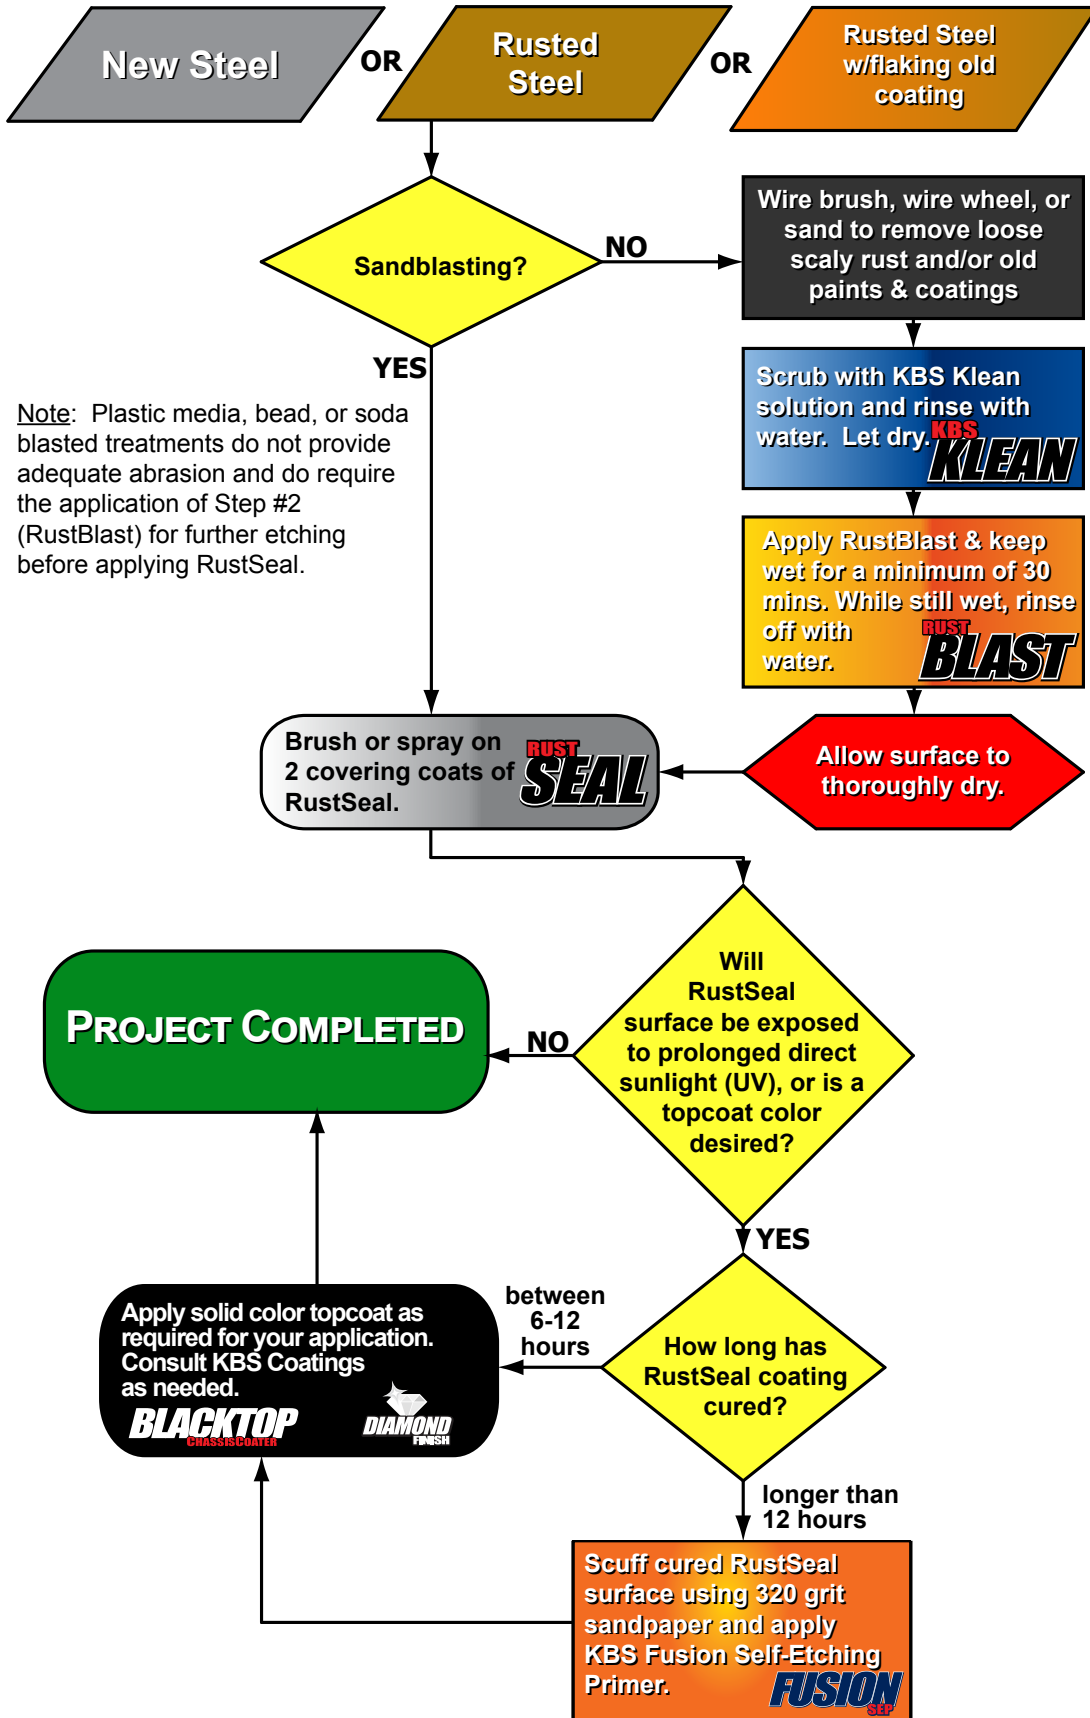 New Steel
OR
Rusted
Steel
OR
Rusted Steel
w/flaking old
coating
Sandblasting?
NO
Wire brush, wire wheel, or
sand to remove loose
scaly rust and/or old
paints & coatings
YES
Scrub with KBS Klean
solution and rinse with
water.  Let dry.
KBS
KLEAN
Note:  Plastic media, bead, or soda
blasted treatments do not provide
adequate abrasion and do require
the application of Step #2
(RustBlast) for further etching
before applying RustSeal.
Apply RustBlast & keep
wet for a minimum of 30
mins. While still wet, rinse
off with
water.
RUST
BLAST
Brush or spray on
2 covering coats of
RustSeal.
RUST
SEAL
Allow surface to
thoroughly dry.
Will
RustSeal
surface be exposed
to prolonged direct
sunlight (UV), or is a
topcoat color
desired?
NO
PROJECT COMPLETED
YES
How long has
RustSeal coating
cured?
between
6-12
hours
Apply solid color topcoat as
required for your application.
Consult KBS Coatings
as needed.
BLACKTOP
CHASSISCOATER
DIAMOND
FINISH
longer than
12 hours
Scuff cured RustSeal
surface using 320 grit
sandpaper and apply
KBS Fusion Self-Etching
Primer.
FUSION
SEP